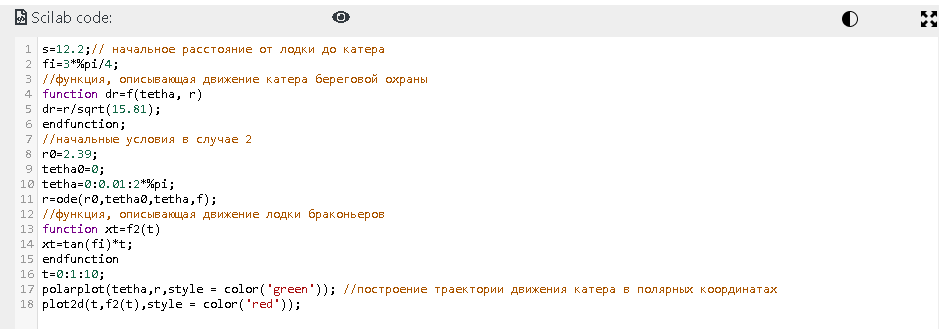 Scilab code:
1 s=12.2;// начальное расстояние от лодки до катера
2 fi=3*%pi/4;
3 //функция, описывающая движение катера береговой охраны
4 function dr=f(tetha, r)
5 dr=r/sqrt(15.81);
6 endfunction;
7 //начальные условия в случае 2
8 r0=2.39;
9 tetha0=0;
10 tetha=0:0.01:2*%pi;
11 r=ode(r0,tetha0,tetha,f);
12 //функция, описывающая движение лодки браконьеров
13 function xt=f2(t)
14 xt=tan(fi)*t;
15 endfunction
16 t=0:1:10;
17 polarplot(tetha,r,style = color('green')); //построение траектории движения катера в полярных координатах
18 plot2d(t,f2(t),style = color('red'));